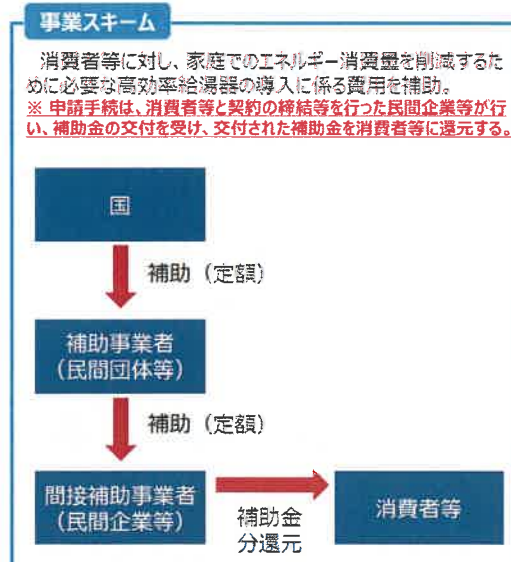 事業スキーム
消費者等に対し、家庭でのエネルギー消費量を削減するた
めに必要な高効率給湯器の導入に係る費用を補助。
※ 申請手続は、消費者等と契約の締結等を行った民間企業等が行
い、補助金の交付を受け、交付された補助金を消費者等に還元する。
国
補助（定額）
補助事業者
（民間団体等）
補助（定額）
間接補助事業者
（民間企業等）
補助金
分還元
消費者等